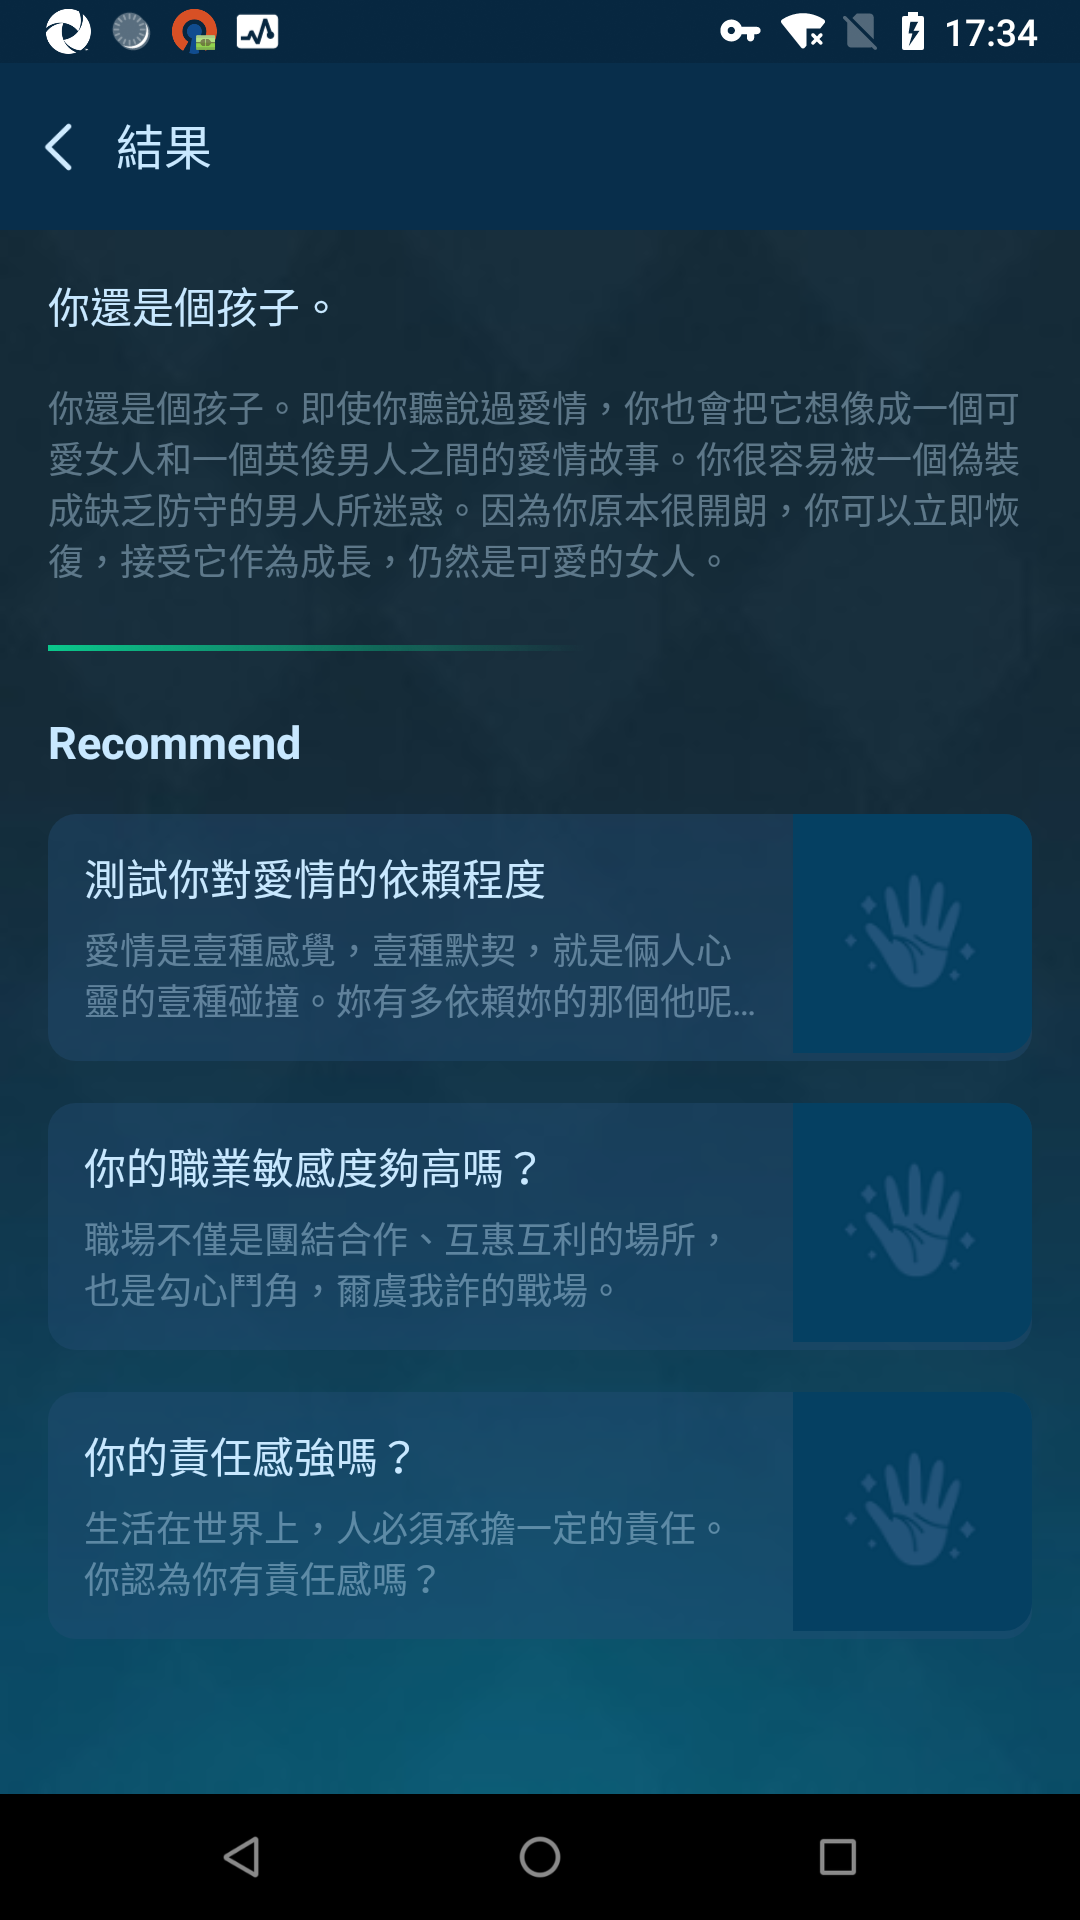 17:34
結果
你還是個孩子。
你還是個孩子。即使你聽說過愛情，你也會把它想像成一個可
愛女人和一個英俊男人之間的愛情故事。你很容易被一個偽裝
成缺乏防守的男人所迷惑。因為你原本很開朗，你可以立即恢
復，接受它作為成長，仍然是可愛的女人。
Recommend
測試你對愛情的依賴程度
愛情是壹種感覺，壹種默契，就是倆人心
靈的壹種碰撞。妳有多依賴妳的那個他呢...
你的職業敏感度夠高嗎？
職場不僅是團結合作、互惠互利的場所，
也是勾心鬥角，爾虞我詐的戰場。
你的責任感強嗎？
生活在世界上，人必須承擔一定的責任。
你認為你有責任感嗎？